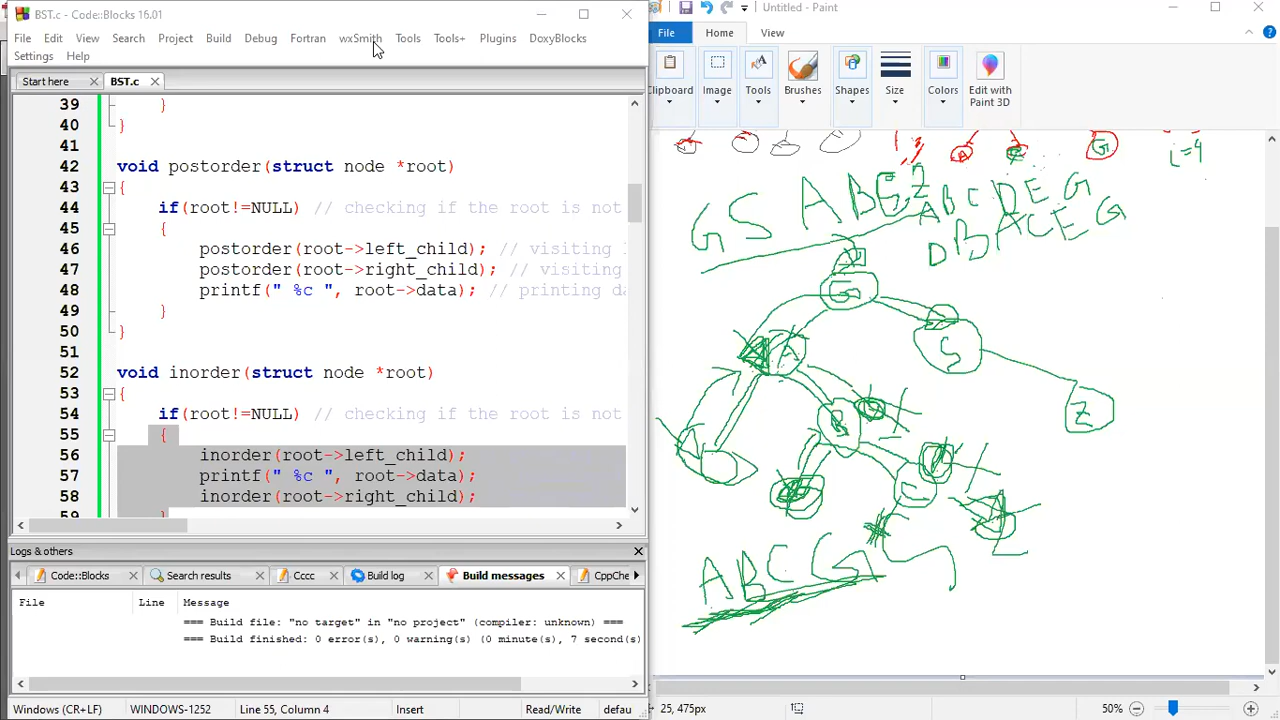 BST.c - Code::Blocks 16.01
File Edit View Search Project Build Debug Fortran wxSmith Tools Tools+ Plugins DoxyBlocks
Settings Help
Start here BST.c
39 }
40 }
41
42 void postorder(struct node *root)
43 {
44 if(root!=NULL) // checking if the root is not
45 {
46 postorder(root->left_child); // visiting
47 postorder(root->right_child); // visiting
48 printf(" %c ", root->data); // printing da
49 }
50 }
51
52 void inorder(struct node *root)
53 {
54 if(root!=NULL) // checking if the root is not
55 {
56 inorder(root->left_child);
57 printf(" %c ", root->data);
58 inorder(root->right_child);
59 }
Logs & others
Code::Blocks Search results Cccc Build log Build messages CppChe
File Line Message
=== Build file: "no target" in "no project" (compiler: unknown) ===
=== Build finished: 0 error(s), 0 warning(s) (0 minute(s), 7 second(s)
Windows (CR+LF) WINDOWS-1252 Line 55, Column 4 Insert Read/Write defau
Untitled - Paint
File Home View
Clipboard Image Tools Brushes Shapes Size Colors Edit with
Paint 3D
A G i=4
GS A B Z
A B C D E G
D B A C E G
G
S
B
Z
C
A B C G
25, 475px 50%